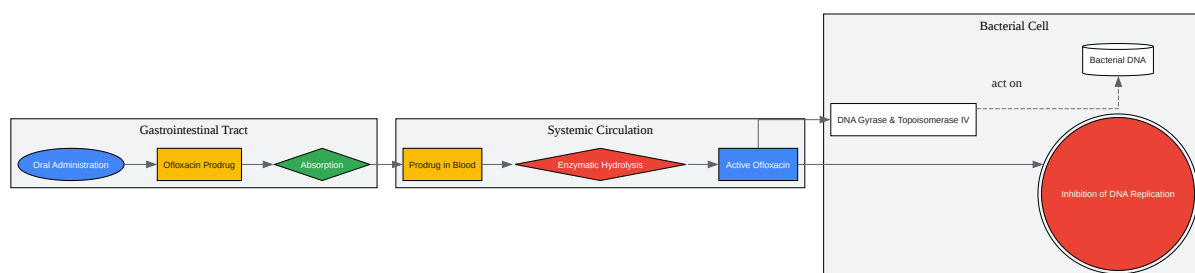 Bacterial Cell
Bacterial DNA
act on
Gastrointestinal Tract
Systemic Circulation
DNA Gyrase & Topoisomerase IV
Oral Administration
Ofloxacin Prodrug
Absorption
Prodrug in Blood
Enzymatic Hydrolysis
Active Ofloxacin
Inhibition of DNA Replication